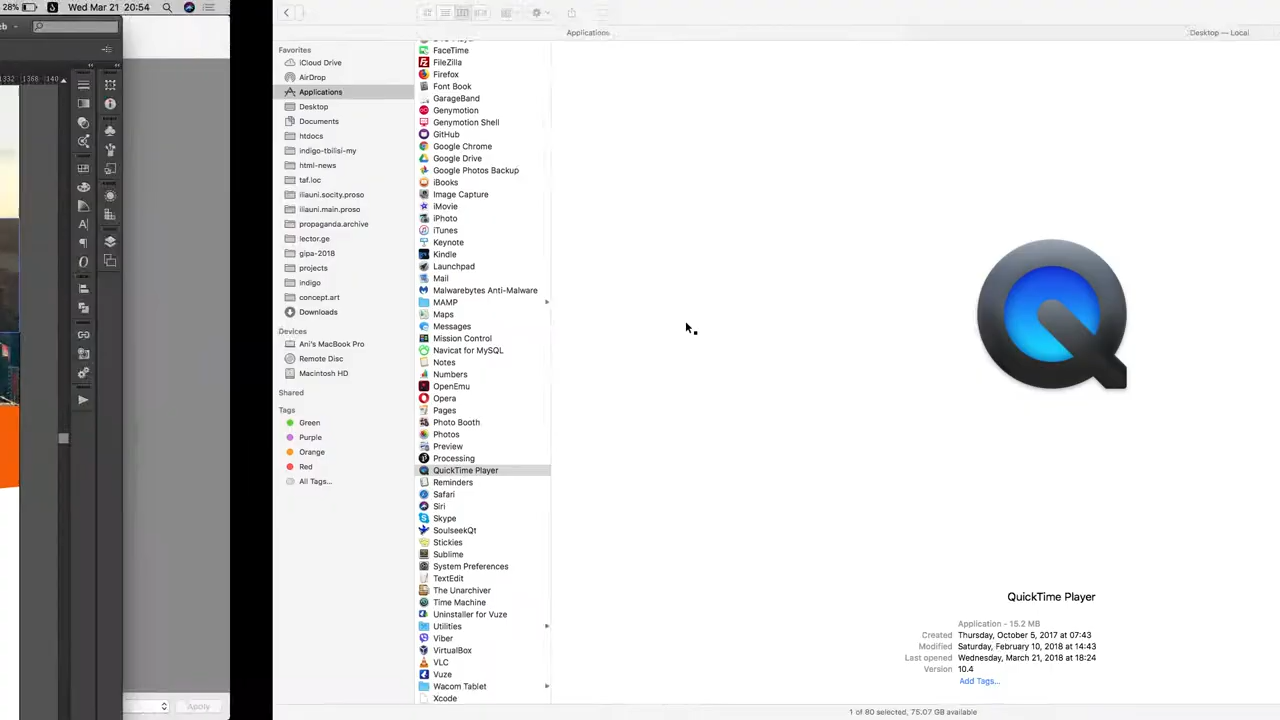 28% Wed Mar 21 20:54
1332 1368 140
Apply
Applications
Desktop — Local
Favorites
iCloud Drive
AirDrop
Applications
Desktop
Documents
htdocs
indigo-tbilisi-my
html-news
taf.loc
iliauni.socity.proso
iliauni.main.proso
propaganda.archive
lector.ge
gipa-2018
projects
indigo
concept.art
Downloads
Devices
Ani's MacBook Pro
Remote Disc
Macintosh HD
Shared
Tags
Green
Purple
Orange
Red
All Tags...
FaceTime
FileZilla
Firefox
Font Book
GarageBand
Genymotion
Genymotion Shell
GitHub
Google Chrome
Google Drive
Google Photos Backup
iBooks
Image Capture
iMovie
iPhoto
iTunes
Keynote
Kindle
Launchpad
Mail
Malwarebytes Anti-Malware
MAMP
Maps
Messages
Mission Control
Navicat for MySQL
Notes
Numbers
OpenEmu
Opera
Pages
Photo Booth
Photos
Preview
Processing
QuickTime Player
Reminders
Safari
Siri
Skype
SoulseekQt
Stickies
Sublime
System Preferences
TextEdit
The Unarchiver
Time Machine
Uninstaller for Vuze
Utilities
Viber
VirtualBox
VLC
Vuze
Wacom Tablet
Xcode
QuickTime Player
Application - 15.2 MB
Created Thursday, October 5, 2017 at 07:43
Modified Saturday, February 10, 2018 at 14:43
Last opened Wednesday, March 21, 2018 at 18:24
Version 10.4
Add Tags...
1 of 80 selected, 75.07 GB available